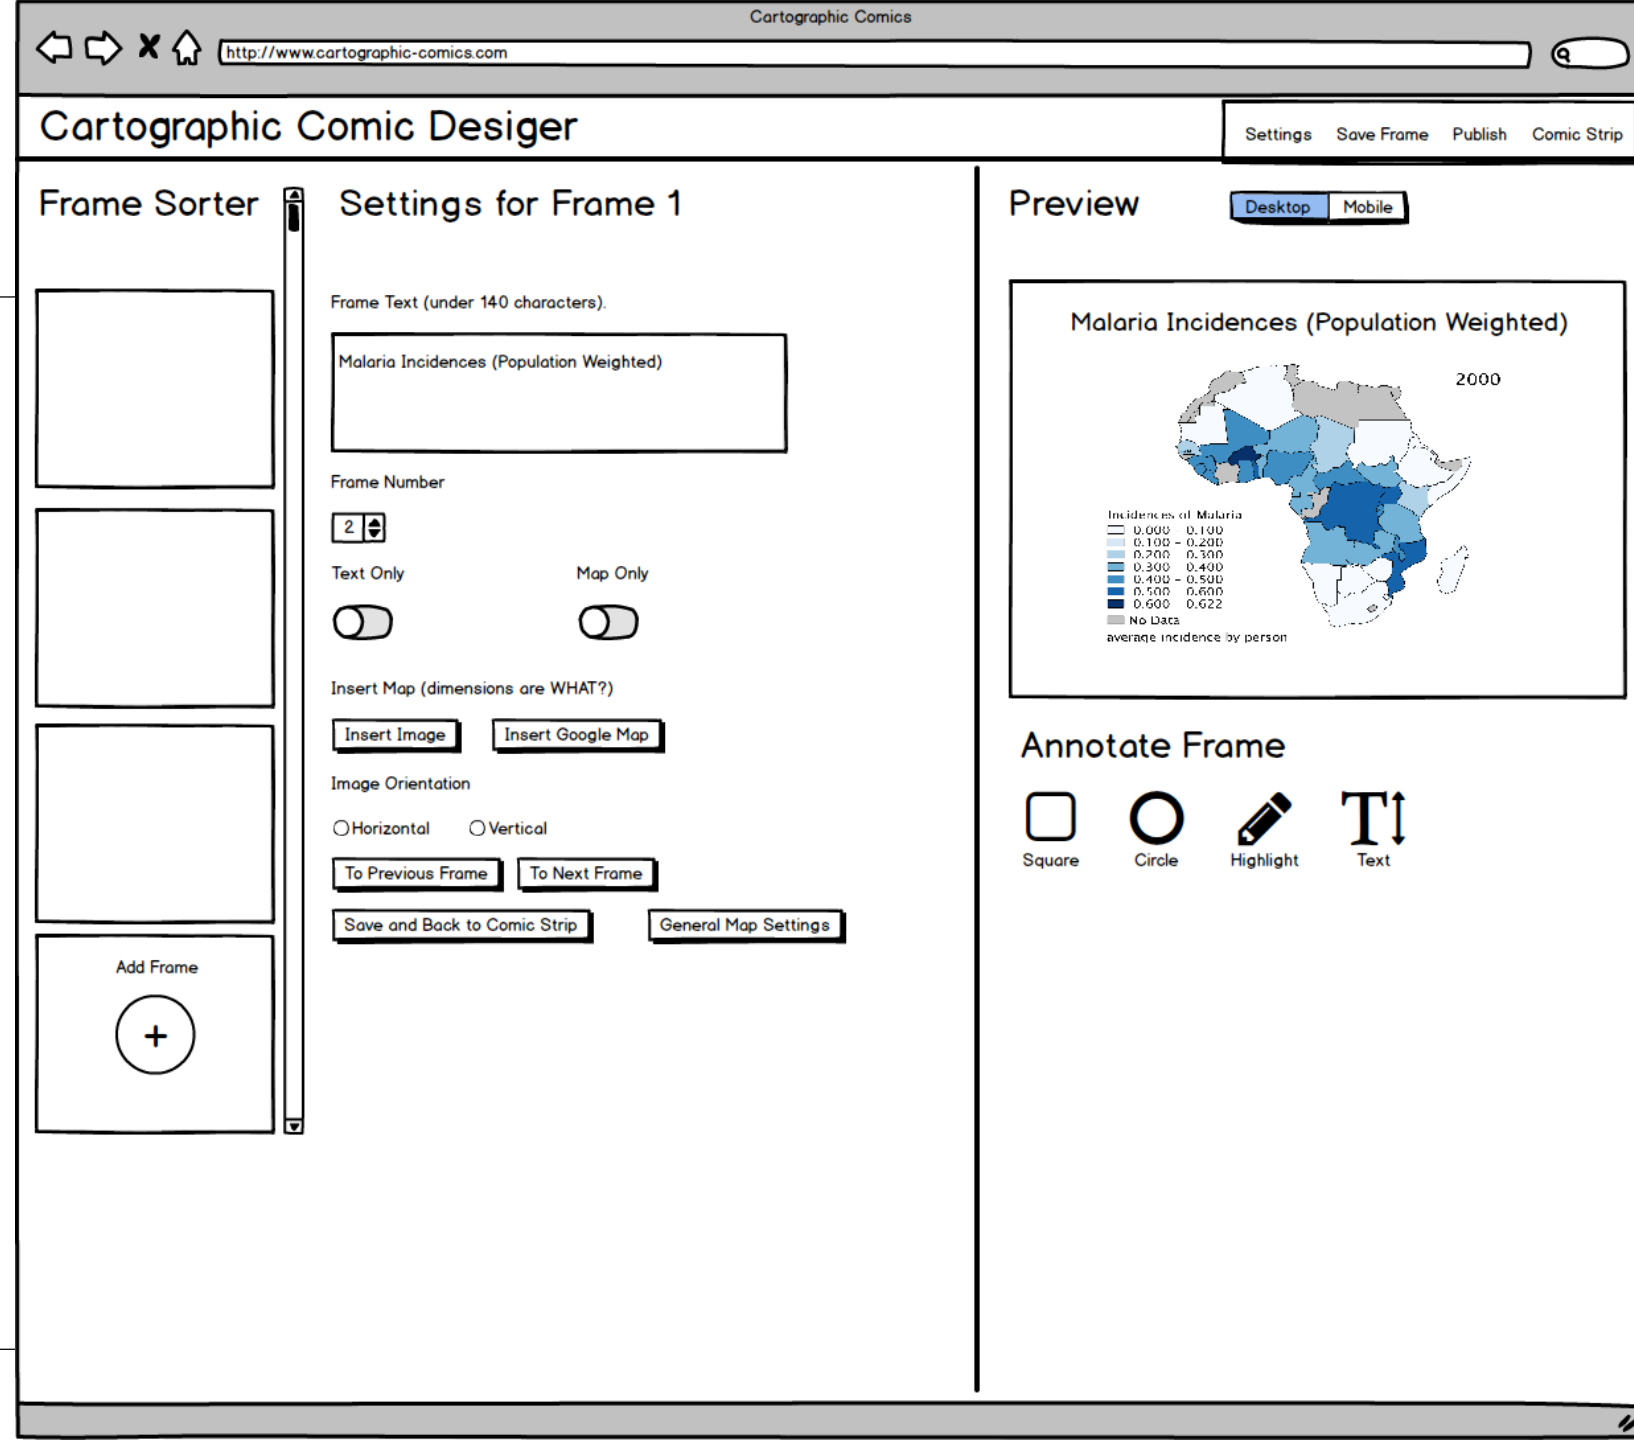 Cartographic Comics
http://www.cartographic-comics.com
Cartographic Comic Desiger
Settings Save Frame Publish Comic Strip
Frame Sorter
Add Frame
+
Settings for Frame 1
Frame Text (under 140 characters).
Malaria Incidences (Population Weighted)
Frame Number
2
Text Only Map Only
Insert Map (dimensions are WHAT?)
Insert Image Insert Google Map
Image Orientation
Horizontal Vertical
To Previous Frame To Next Frame
Save and Back to Comic Strip General Map Settings
Preview Desktop Mobile
Malaria Incidences (Population Weighted)
2000
Incidences of Malaria
0.000 - 0.100
0.100 - 0.200
0.200 0.300
0.300 0.400
0.400 - 0.500
0.500 - 0.600
0.600 0.622
No Data
average incidence by person
Annotate Frame
Square Circle Highlight Text